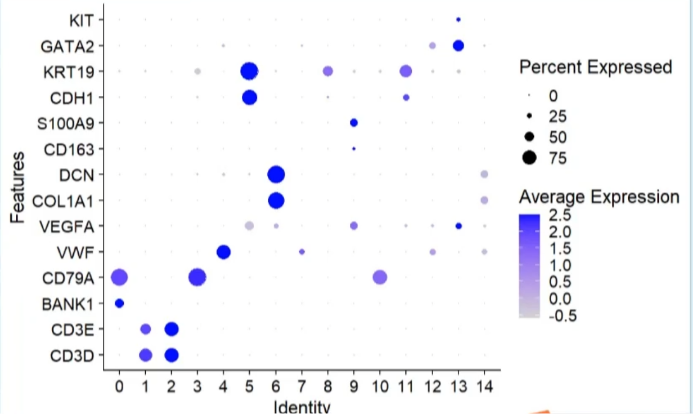 KIT
GATA2
KRT19
CDH1
S100A9
CD163
DCN
COL1A1
VEGFA
VWF
CD79A
BANK1
CD3E
CD3D
Features
0 1 2 3 4 5 6 7 8 9 10 11 12 13 14
Identity
Percent Expressed
0
25
50
75
Average Expression
2.5
2.0
1.5
1.0
0.5
0.0
-0.5